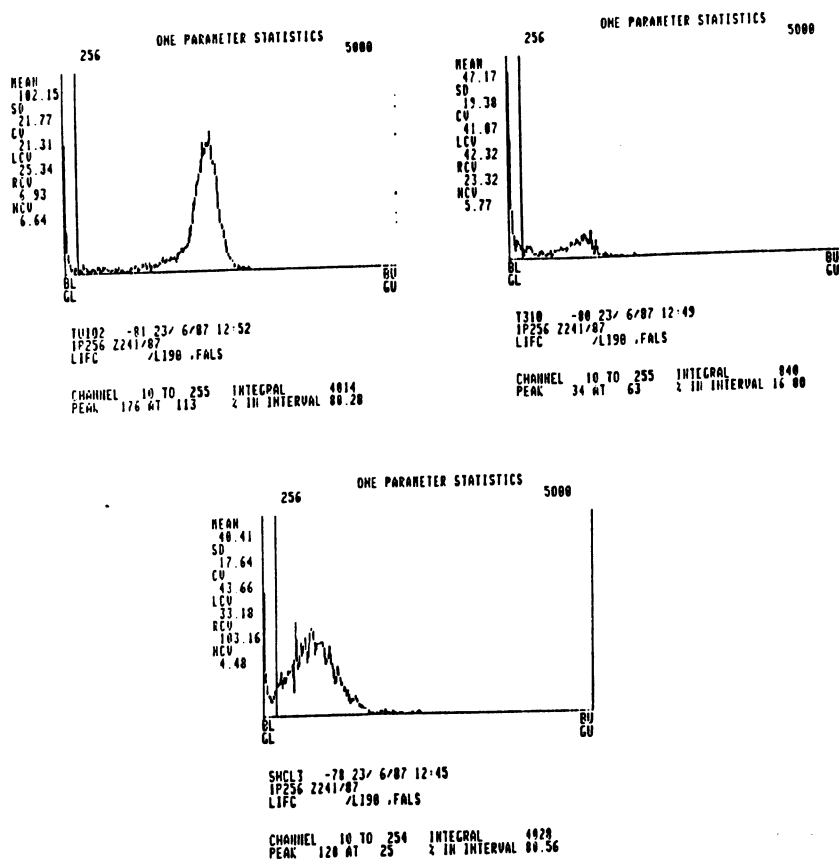 ONE PARAMETER STATISTICS
256 5000
MEAN
102.15
SD
21.77
CV
21.31
LCV
25.34
RCV
6.93
HCV
6.64
BL BU
GL GU
-81 23/ 6/87 12:52
IP256 Z241/87
LIFC /L190 ,FALS
CHANNEL 10 TO 255 INTEGRAL 4014
PEAK 176 AT 113 % IN INTERVAL 80.28
ONE PARAMETER STATISTICS
256 5000
MEAN
47.17
SD
19.38
CV
41.07
LCV
42.32
RCV
23.32
HCV
5.77
BL BU
GL GU
T310 -80 23/ 6/87 12:49
IP256 Z241/87
LIFC /L190 ,FALS
CHANNEL 10 TO 255 INTEGRAL 840
PEAK 34 AT 63 % IN INTERVAL 16 80
ONE PARAMETER STATISTICS
256 5000
MEAN
40.41
SD
17.64
CV
43.66
LCV
33.18
RCV
103.16
HCV
4.48
BL BU
GL GU
SHCL3 -78 23/ 6/87 12:45
IP256 Z241/87
LIFC /L190 ,FALS
CHANNEL 10 TO 254 INTEGRAL 4028
PEAK 120 AT 25 % IN INTERVAL 80.56